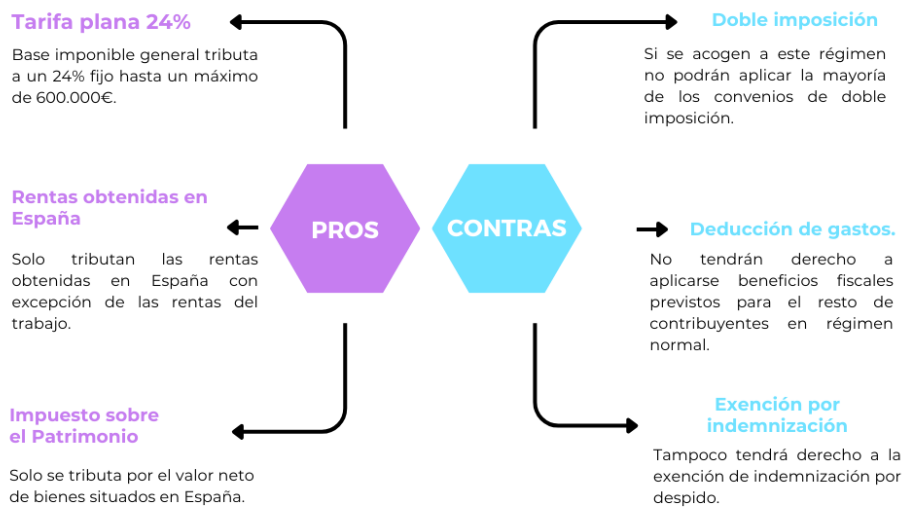 Tarifa plana 24%
Base imponible general tributa
a un 24% fijo hasta un máximo
de 600.000€.
Rentas obtenidas en
España
Solo tributan las rentas
obtenidas en España con
excepción de las rentas del
trabajo.
Impuesto sobre
el Patrimonio
Solo se tributa por el valor neto
de bienes situados en España.
PROS
CONTRAS
Doble imposición
Si se acogen a este régimen
no podrán aplicar la mayoría
de los convenios de doble
imposición.
Deducción de gastos.
No tendrán derecho a
aplicarse beneficios fiscales
previstos para el resto de
contribuyentes en régimen
normal.
Exención por
indemnización
Tampoco tendrá derecho a la
exención de indemnización por
despido.